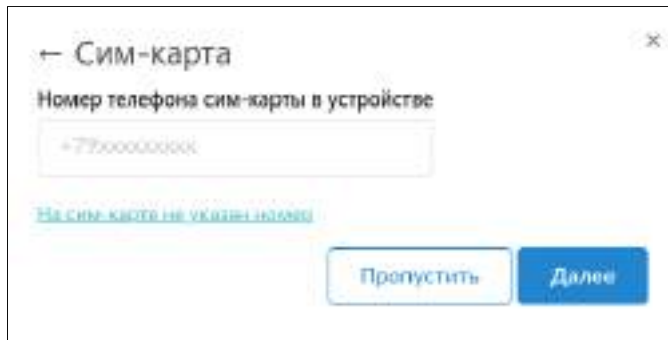 ← Сим-карта
×
Номер телефона сим-карты в устройстве
+79xxxxxxxxx
На сим-карте не указан номер
Пропустить
Далее